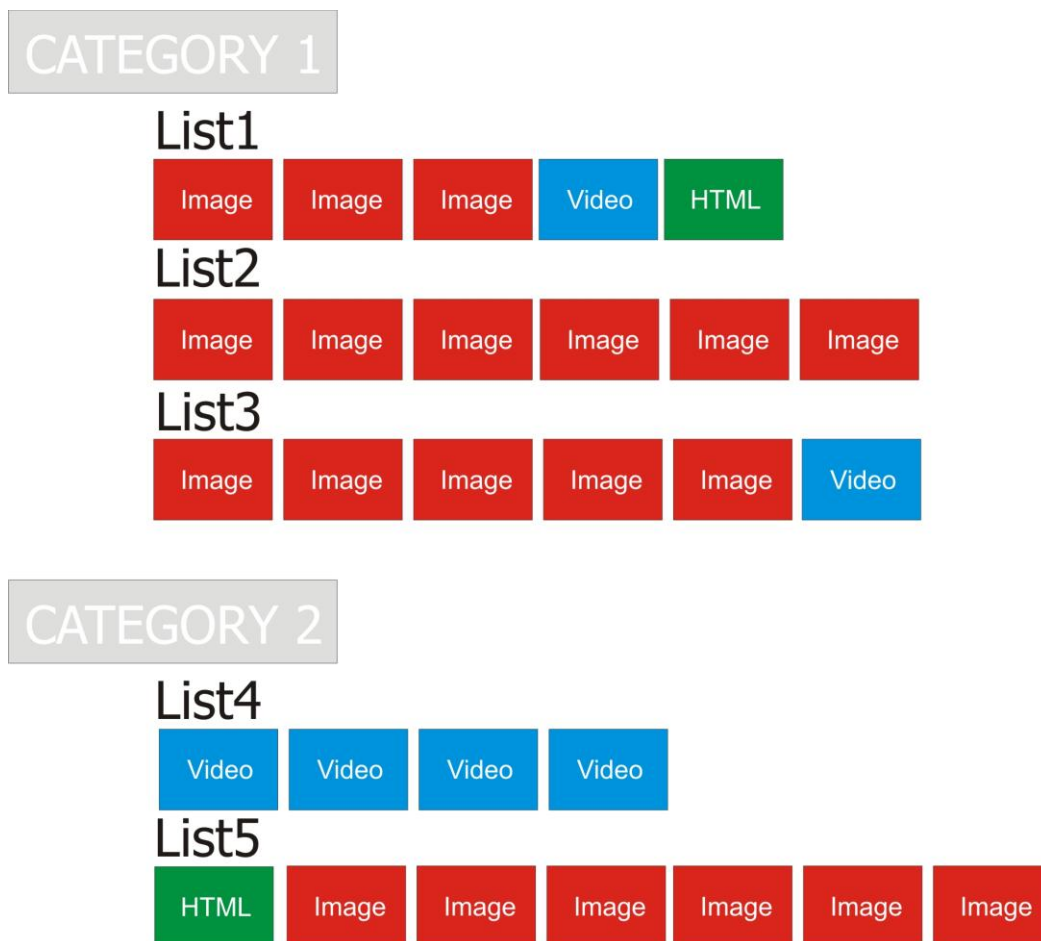 CATEGORY 1
List1
Image Image Image Video HTML
List2
Image Image Image Image Image Image
List3
Image Image Image Image Image Video
CATEGORY 2
List4
Video Video Video Video
List5
HTML Image Image Image Image Image Image